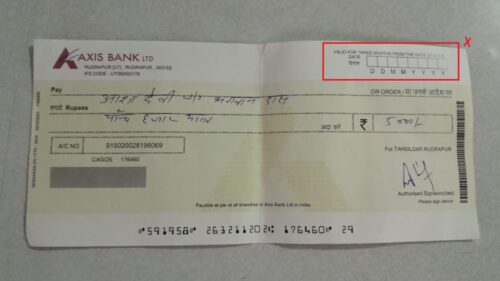 X
AXIS BANK LTD
RUDRAPUR [UT], RUDRAPUR , 263153
IFS CODE - UTIB0000176
VALID FOR THREE MONTHS FROM THE DATE OF ISSUE
DATE
दिनांक
D D M M Y Y Y Y
Pay आशा देवी भगवान दास
OR ORDER / या उनके आदेश पर
रुपये Rupees पाँच हजार मात्र
अदा करें ₹ 5000/-
A/C NO 915020028196069
CAGOS 176460
FOR TAHSILDAR RUDRAPUR
Authorised Signatory(ies)
Please sign above
Payable at par at all branches of Axis Bank Ltd in India.
591958 263211202 176460 29